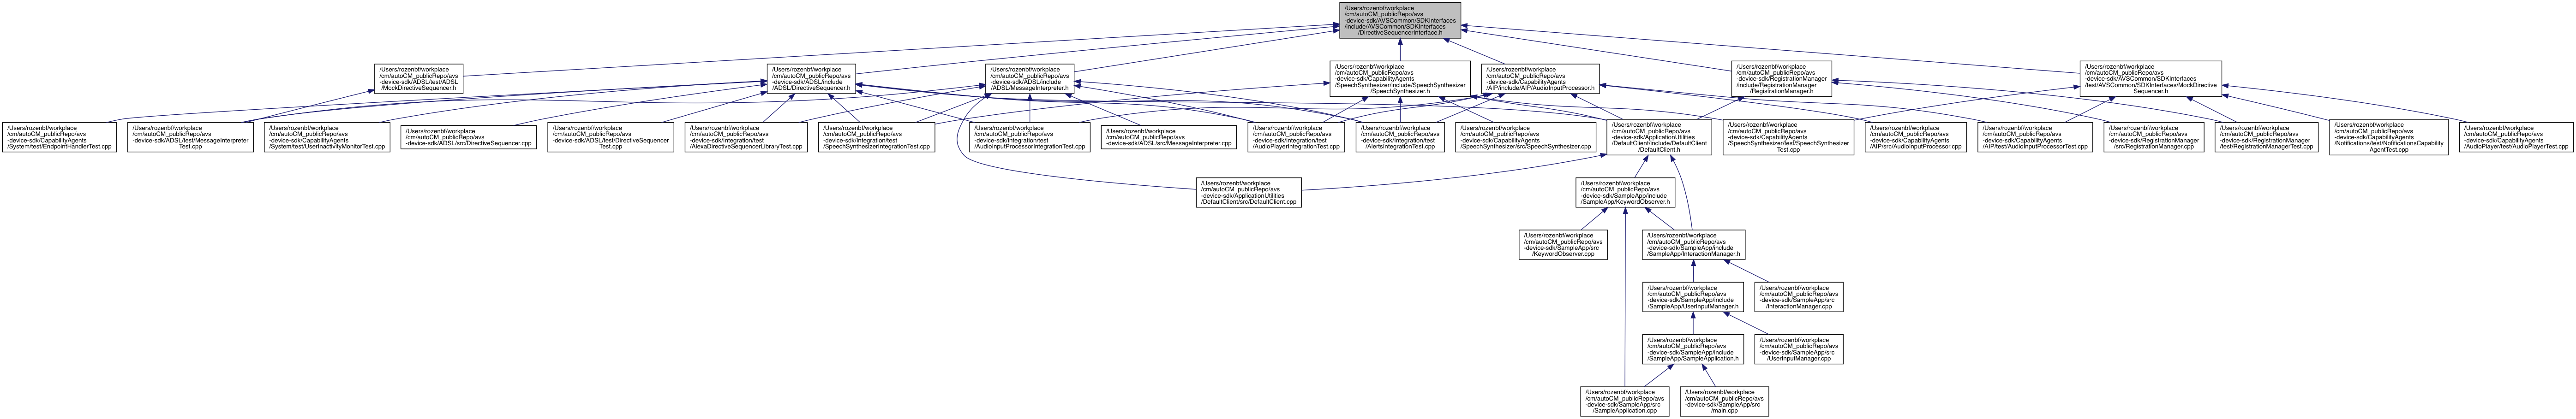 /Users/rozenbf/workplace
/cm/autoCM_publicRepo/avs
-device-sdk/AVSCommon/SDKInterfaces
/include/AVSCommon/SDKInterfaces
/DirectiveSequencerInterface.h
/Users/rozenbf/workplace
/cm/autoCM_publicRepo/avs
-device-sdk/ADSL/test/ADSL
/MockDirectiveSequencer.h
/Users/rozenbf/workplace
/cm/autoCM_publicRepo/avs
-device-sdk/ADSL/include
/ADSL/DirectiveSequencer.h
/Users/rozenbf/workplace
/cm/autoCM_publicRepo/avs
-device-sdk/ADSL/include
/ADSL/MessageInterpreter.h
/Users/rozenbf/workplace
/cm/autoCM_publicRepo/avs
-device-sdk/CapabilityAgents
/SpeechSynthesizer/include/SpeechSynthesizer
/SpeechSynthesizer.h
/Users/rozenbf/workplace
/cm/autoCM_publicRepo/avs
-device-sdk/CapabilityAgents
/AIP/include/AIP/AudioInputProcessor.h
/Users/rozenbf/workplace
/cm/autoCM_publicRepo/avs
-device-sdk/RegistrationManager
/include/RegistrationManager
/RegistrationManager.h
/Users/rozenbf/workplace
/cm/autoCM_publicRepo/avs
-device-sdk/AVSCommon/SDKInterfaces
/test/AVSCommon/SDKInterfaces/MockDirective
Sequencer.h
/Users/rozenbf/workplace
/cm/autoCM_publicRepo/avs
-device-sdk/CapabilityAgents
/System/test/EndpointHandlerTest.cpp
/Users/rozenbf/workplace
/cm/autoCM_publicRepo/avs
-device-sdk/ADSL/test/MessageInterpreter
Test.cpp
/Users/rozenbf/workplace
/cm/autoCM_publicRepo/avs
-device-sdk/CapabilityAgents
/System/test/UserInactivityMonitorTest.cpp
/Users/rozenbf/workplace
/cm/autoCM_publicRepo/avs
-device-sdk/ADSL/src/DirectiveSequencer.cpp
/Users/rozenbf/workplace
/cm/autoCM_publicRepo/avs
-device-sdk/ADSL/test/DirectiveSequencer
Test.cpp
/Users/rozenbf/workplace
/cm/autoCM_publicRepo/avs
-device-sdk/Integration/test
/AlexaDirectiveSequencerLibraryTest.cpp
/Users/rozenbf/workplace
/cm/autoCM_publicRepo/avs
-device-sdk/Integration/test
/SpeechSynthesizerIntegrationTest.cpp
/Users/rozenbf/workplace
/cm/autoCM_publicRepo/avs
-device-sdk/Integration/test
/AudioInputProcessorIntegrationTest.cpp
/Users/rozenbf/workplace
/cm/autoCM_publicRepo/avs
-device-sdk/ADSL/src/MessageInterpreter.cpp
/Users/rozenbf/workplace
/cm/autoCM_publicRepo/avs
-device-sdk/Integration/test
/AudioPlayerIntegrationTest.cpp
/Users/rozenbf/workplace
/cm/autoCM_publicRepo/avs
-device-sdk/Integration/test
/AlertsIntegrationTest.cpp
/Users/rozenbf/workplace
/cm/autoCM_publicRepo/avs
-device-sdk/CapabilityAgents
/SpeechSynthesizer/src/SpeechSynthesizer.cpp
/Users/rozenbf/workplace
/cm/autoCM_publicRepo/avs
-device-sdk/ApplicationUtilities
/DefaultClient/include/DefaultClient
/DefaultClient.h
/Users/rozenbf/workplace
/cm/autoCM_publicRepo/avs
-device-sdk/CapabilityAgents
/SpeechSynthesizer/test/SpeechSynthesizer
Test.cpp
/Users/rozenbf/workplace
/cm/autoCM_publicRepo/avs
-device-sdk/CapabilityAgents
/AIP/src/AudioInputProcessor.cpp
/Users/rozenbf/workplace
/cm/autoCM_publicRepo/avs
-device-sdk/CapabilityAgents
/AIP/test/AudioInputProcessorTest.cpp
/Users/rozenbf/workplace
/cm/autoCM_publicRepo/avs
-device-sdk/RegistrationManager
/src/RegistrationManager.cpp
/Users/rozenbf/workplace
/cm/autoCM_publicRepo/avs
-device-sdk/RegistrationManager
/test/RegistrationManagerTest.cpp
/Users/rozenbf/workplace
/cm/autoCM_publicRepo/avs
-device-sdk/CapabilityAgents
/Notifications/test/NotificationsCapability
AgentTest.cpp
/Users/rozenbf/workplace
/cm/autoCM_publicRepo/avs
-device-sdk/CapabilityAgents
/AudioPlayer/test/AudioPlayerTest.cpp
/Users/rozenbf/workplace
/cm/autoCM_publicRepo/avs
-device-sdk/ApplicationUtilities
/DefaultClient/src/DefaultClient.cpp
/Users/rozenbf/workplace
/cm/autoCM_publicRepo/avs
-device-sdk/SampleApp/include
/SampleApp/KeywordObserver.h
/Users/rozenbf/workplace
/cm/autoCM_publicRepo/avs
-device-sdk/SampleApp/src
/KeywordObserver.cpp
/Users/rozenbf/workplace
/cm/autoCM_publicRepo/avs
-device-sdk/SampleApp/include
/SampleApp/InteractionManager.h
/Users/rozenbf/workplace
/cm/autoCM_publicRepo/avs
-device-sdk/SampleApp/include
/SampleApp/UserInputManager.h
/Users/rozenbf/workplace
/cm/autoCM_publicRepo/avs
-device-sdk/SampleApp/src
/InteractionManager.cpp
/Users/rozenbf/workplace
/cm/autoCM_publicRepo/avs
-device-sdk/SampleApp/include
/SampleApp/SampleApplication.h
/Users/rozenbf/workplace
/cm/autoCM_publicRepo/avs
-device-sdk/SampleApp/src
/UserInputManager.cpp
/Users/rozenbf/workplace
/cm/autoCM_publicRepo/avs
-device-sdk/SampleApp/src
/SampleApplication.cpp
/Users/rozenbf/workplace
/cm/autoCM_publicRepo/avs
-device-sdk/SampleApp/src
/main.cpp